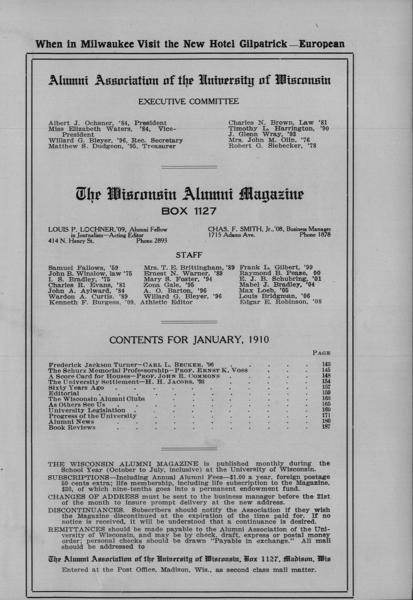 When in Milwaukee Visit the New Hotel Gilpatrick—European
Alumni Association of the University of Wisconsin
EXECUTIVE COMMITTEE
Albert J. Ochsner, '84, President
Miss Elizabeth Waters, '84, Vice-
President
Willard G. Bleyer, '96, Rec. Secretary
Matthew S. Dudgeon, '95, Treasurer
Charles N. Brown, Law '81
Timothy L. Harrington, '90
J. Glenn Wray, '93
Mrs. John M. Olin, '76
Robert G. Siebecker, '78
The Wisconsin Alumni Magazine
BOX 1127
LOUIS P. LOCHNER, '09, Alumni Fellow
in Journalism—Acting Editor
414 N. Henry St. Phone 2893
CHAS. F. SMITH, Jr., '08, Business Manager
1715 Adams Ave. Phone 1878
STAFF
Samuel Fallows, '59
John B. Winslow, law '75
I. S. Bradley, '75
Charles R. Evans, '81
John A. Aylward, '84
Wardon A. Curtis, '89
Kenneth F. Burgess, '09, Athletic Editor
Mrs. T. E. Brittingham, '89
Ernest N. Warner, '89
Mary S. Foster, '94
Zona Gale, '95
A. O. Barton, '96
Willard G. Bleyer, '96
Frank L. Gilbert, '99
Raymond B. Pease, 00
E. J. B. Schubring, '01
Mabel J. Bradley, '04
Max Loeb, '05
Louis Bridgman, '06
Edgar E. Robinson, '08
CONTENTS FOR JANUARY, 1910
PAGE
Frederick Jackson Turner—CARL L. BECKER, '96 143
The Schurz Memorial Professorship—PROF. ERNST K. VOSS 145
A Score Card for Houses—PROF. JOHN R. COMMONS 148
The University Settlement—H. H. JACOBS, '93 154
Sixty Years Ago 157
Editorial 159
The Wisconsin Alumni Clubs 163
As Others See Us 165
University Legislation 169
Progress of the University 171
Alumni News 180
Book Reviews 187
THE WISCONSIN ALUMNI MAGAZINE is published monthly during the
School Year (October to July, inclusive) at the University of Wisconsin.
SUBSCRIPTIONS—Including Annual Alumni Fees—$1.00 a year, foreign postage
50 cents extra; life membership, including life subscription to the Magazine,
$30, of which two-thirds goes into a permanent endowment fund.
CHANGES OF ADDRESS must be sent to the business manager before the 21st
of the month to insure prompt delivery at the new address.
DISCONTINUANCES. Subcribers should notify the Association if they wish
the Magazine discontinued at the expiration of the time paid for. If no
notice is received, it will be understood that a continuance is desired.
REMITTANCES should be made payable to the Alumni Association of the Uni-
versity of Wisconsin, and may be by check, draft, express or postal money
order; personal checks should be drawn "Payable in exchange." All mail
should be addressed to
The Alumni Association of the University of Wisconsin, Box 1127, Madison, Wis
Entered at the Post Office, Madison, Wis., as second class mail matter.